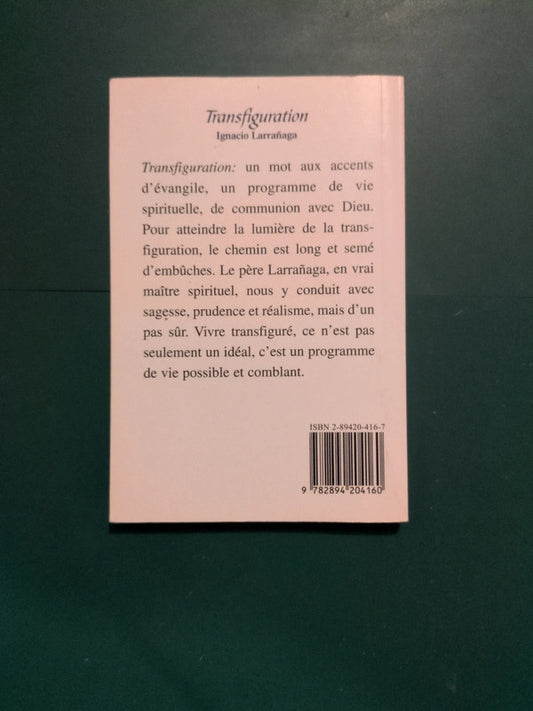 Transfiguration
Ignacio Larrañaga
Transfiguration: un mot aux accents
d'évangile, un programme de vie
spirituelle, de communion avec Dieu.
Pour atteindre la lumière de la trans-
figuration, le chemin est long et semé
d'embûches. Le père Larrañaga, en vrai
maître spirituel, nous y conduit avec
sagesse, prudence et réalisme, mais d'un
pas sûr. Vivre transfiguré, ce n'est pas
seulement un idéal, c'est un programme
de vie possible et comblant.
ISBN 2-89420-416-7
9 782894 204160